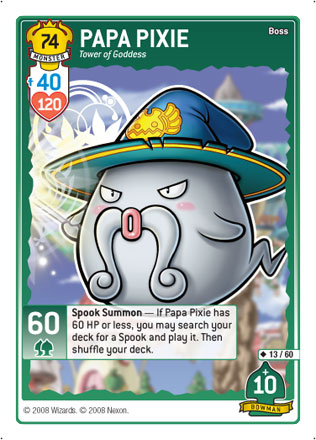 74
MONSTER
PAPA PIXIE
Boss
Tower of Goddess
40
120
60
Spook Summon — If Papa Pixie has
60 HP or less, you may search your
deck for a Spook and play it. Then
shuffle your deck.
◆ 13 / 60
10
BOWMAN
© 2008 Wizards. © 2008 Nexon.